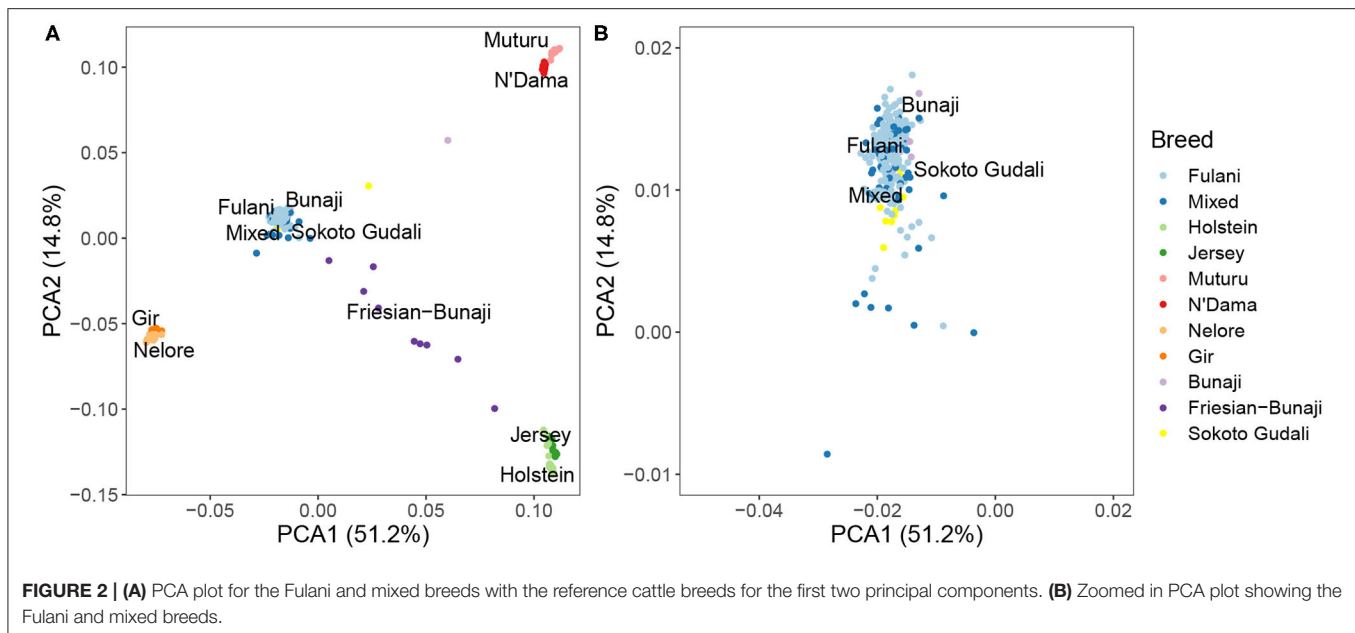 A
B
Muturu
N'Dama
Fulani
Bunaji
Mixed
Sokoto Gudali
Friesian−Bunaji
Gir
Nelore
Jersey
Holstein
0.10
0.05
0.00
−0.05
−0.10
−0.15
PCA2 (14.8%)
−0.05
0.00
0.05
0.10
PCA1 (51.2%)
Bunaji
Fulani
Sokoto Gudali
Mixed
0.02
0.01
0.00
−0.01
PCA2 (14.8%)
−0.04
−0.02
0.00
0.02
PCA1 (51.2%)
Breed
Fulani
Mixed
Holstein
Jersey
Muturu
N'Dama
Nelore
Gir
Bunaji
Friesian−Bunaji
Sokoto Gudali
FIGURE 2 | (A) PCA plot for the Fulani and mixed breeds with the reference cattle breeds for the first two principal components. (B) Zoomed in PCA plot showing the
Fulani and mixed breeds.